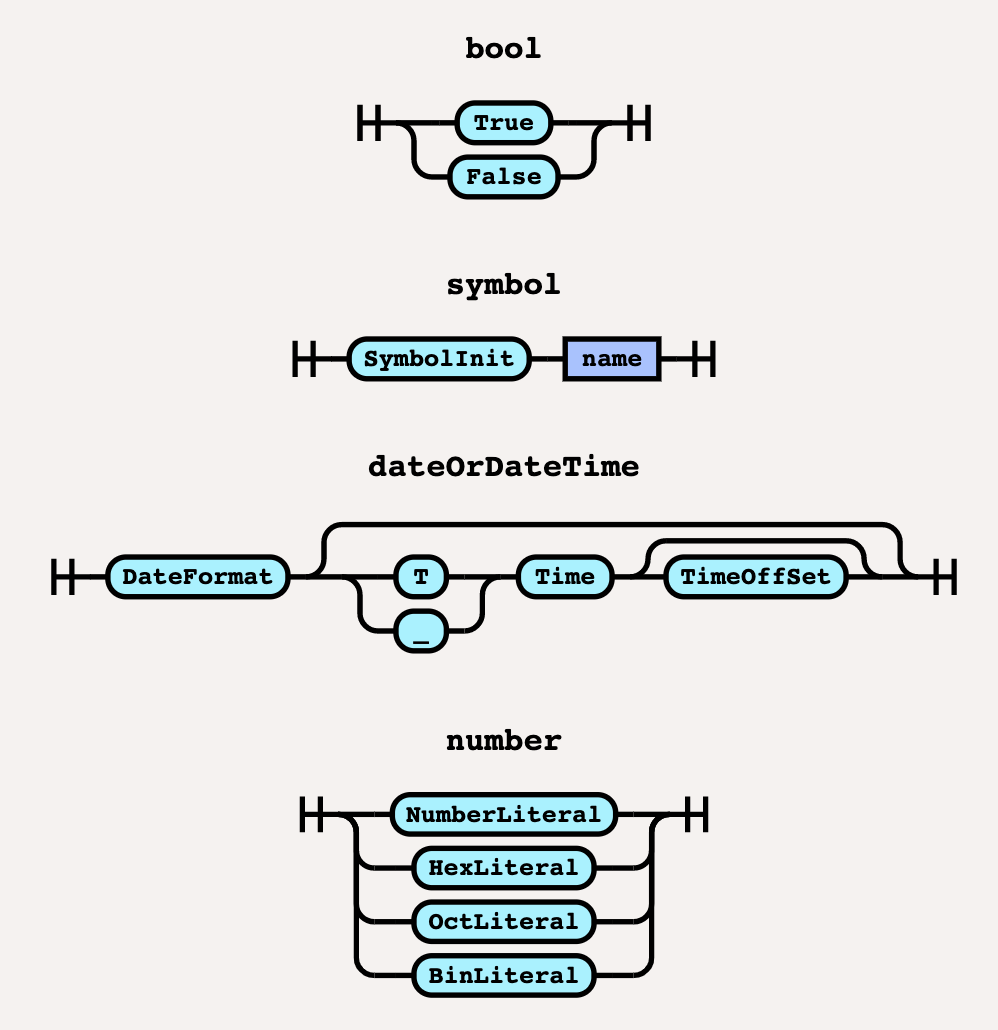 bool
True
False
symbol
SymbolInit name
dateOrDateTime
DateFormat T Time TimeOffSet
_
number
NumberLiteral
HexLiteral
OctLiteral
BinLiteral